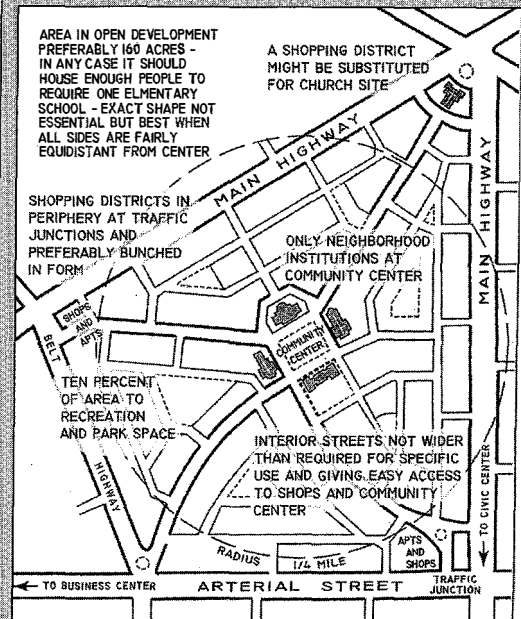 AREA IN OPEN DEVELOPMENT
PREFERABLY 160 ACRES -
IN ANY CASE IT SHOULD
HOUSE ENOUGH PEOPLE TO
REQUIRE ONE ELMENTARY
SCHOOL - EXACT SHAPE NOT
ESSENTIAL BUT BEST WHEN
ALL SIDES ARE FAIRLY
EQUIDISTANT FROM CENTER
A SHOPPING DISTRICT
MIGHT BE SUBSTITUTED
FOR CHURCH SITE
MAIN HIGHWAY
MAIN HIGHWAY
SHOPPING DISTRICTS IN
PERIPHERY AT TRAFFIC
JUNCTIONS AND
PREFERABLY BUNCHED
IN FORM
ONLY NEIGHBORHOOD
INSTITUTIONS AT
COMMUNITY CENTER
SHOPS
AND
APTS
BELT
HIGHWAY
COMMUNITY
CENTER
TEN PERCENT
OF AREA TO
RECREATION
AND PARK SPACE
INTERIOR STREETS NOT WIDER
THAN REQUIRED FOR SPECIFIC
USE AND GIVING EASY ACCESS
TO SHOPS AND COMMUNITY
CENTER
TO CIVIC CENTER
RADIUS 1/4 MILE
APTS
AND
SHOPS
TO BUSINESS CENTER
ARTERIAL STREET
TRAFFIC
JUNCTION